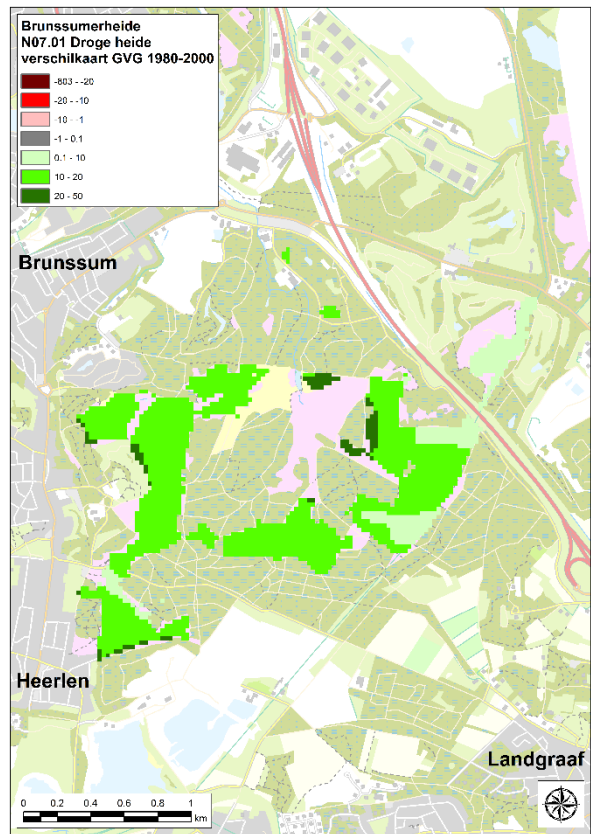 Brunssumerheide
N07.01 Droge heide
verschilkaart GVG 1980-2000
-803 - -20
-20 - -10
-10 - -1
-1 - 0.1
0.1 - 10
10 - 20
20 - 50
Brunssum
Heerlen
Landgraaf
0 0.2 0.4 0.6 0.8 1
km